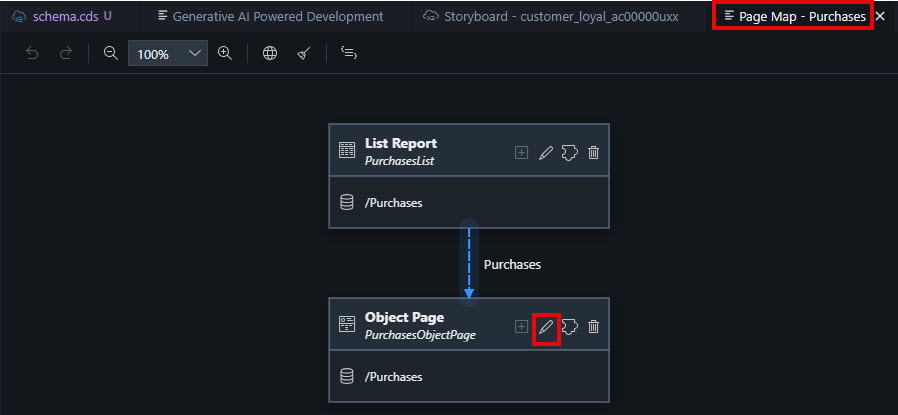 schema.cds U
Generative AI Powered Development
Storyboard - customer_loyal_ac00000uxx
Page Map - Purchases
100%
List Report
PurchasesList
/Purchases
Purchases
Object Page
PurchasesObjectPage
/Purchases